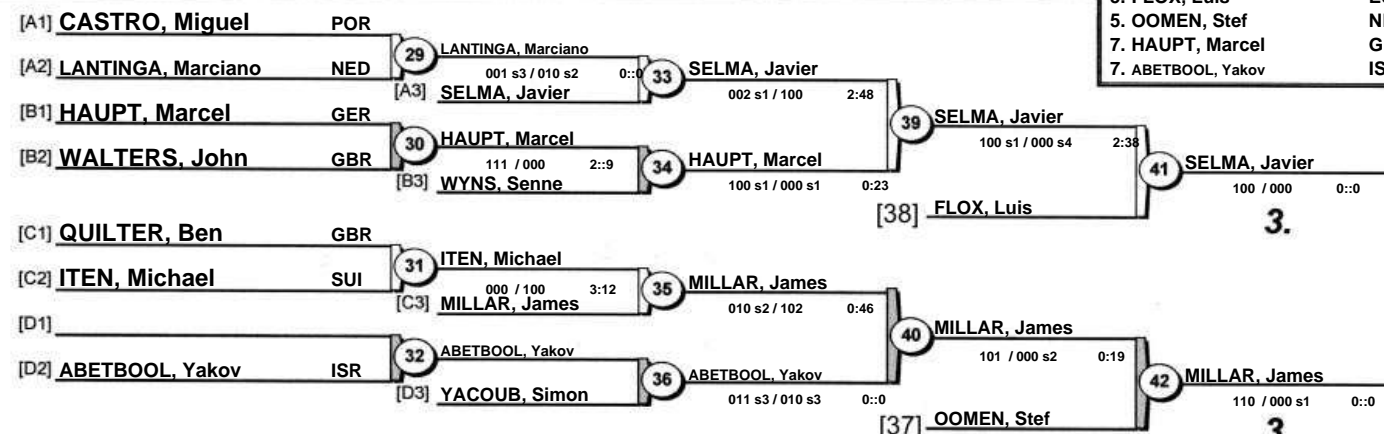 5. OOMEN, Stef
7. HAUPT, Marcel
7. ABETBOOL, Yakov
[A1] CASTRO, Miguel POR
29
LANTINGA, Marciano
[A2] LANTINGA, Marciano NED
001 s3 / 010 s2
33
SELMA, Javier
[A3] SELMA, Javier
002 s1 / 100 2:48
[B1] HAUPT, Marcel GER
39
SELMA, Javier
30
HAUPT, Marcel
100 s1 / 000 s4 2:38
[B2] WALTERS, John GBR
111 / 000 2::9
34
HAUPT, Marcel
41
SELMA, Javier
[B3] WYNS, Senne
100 s1 / 000 s1 0:23
100 / 000 0::0
[38] FLOX, Luis
3.
[C1] QUILTER, Ben GBR
31
ITEN, Michael
[C2] ITEN, Michael SUI
000 / 100 3:12
35
MILLAR, James
[C3] MILLAR, James
010 s2 / 102 0:46
[D1]
40
MILLAR, James
32
ABETBOOL, Yakov
101 / 000 s2 0:19
[D2] ABETBOOL, Yakov ISR
36
ABETBOOL, Yakov
42
MILLAR, James
[D3] YACOUB, Simon
011 s3 / 010 s3 0::0
110 / 000 s1 0::0
[37] OOMEN, Stef
3.